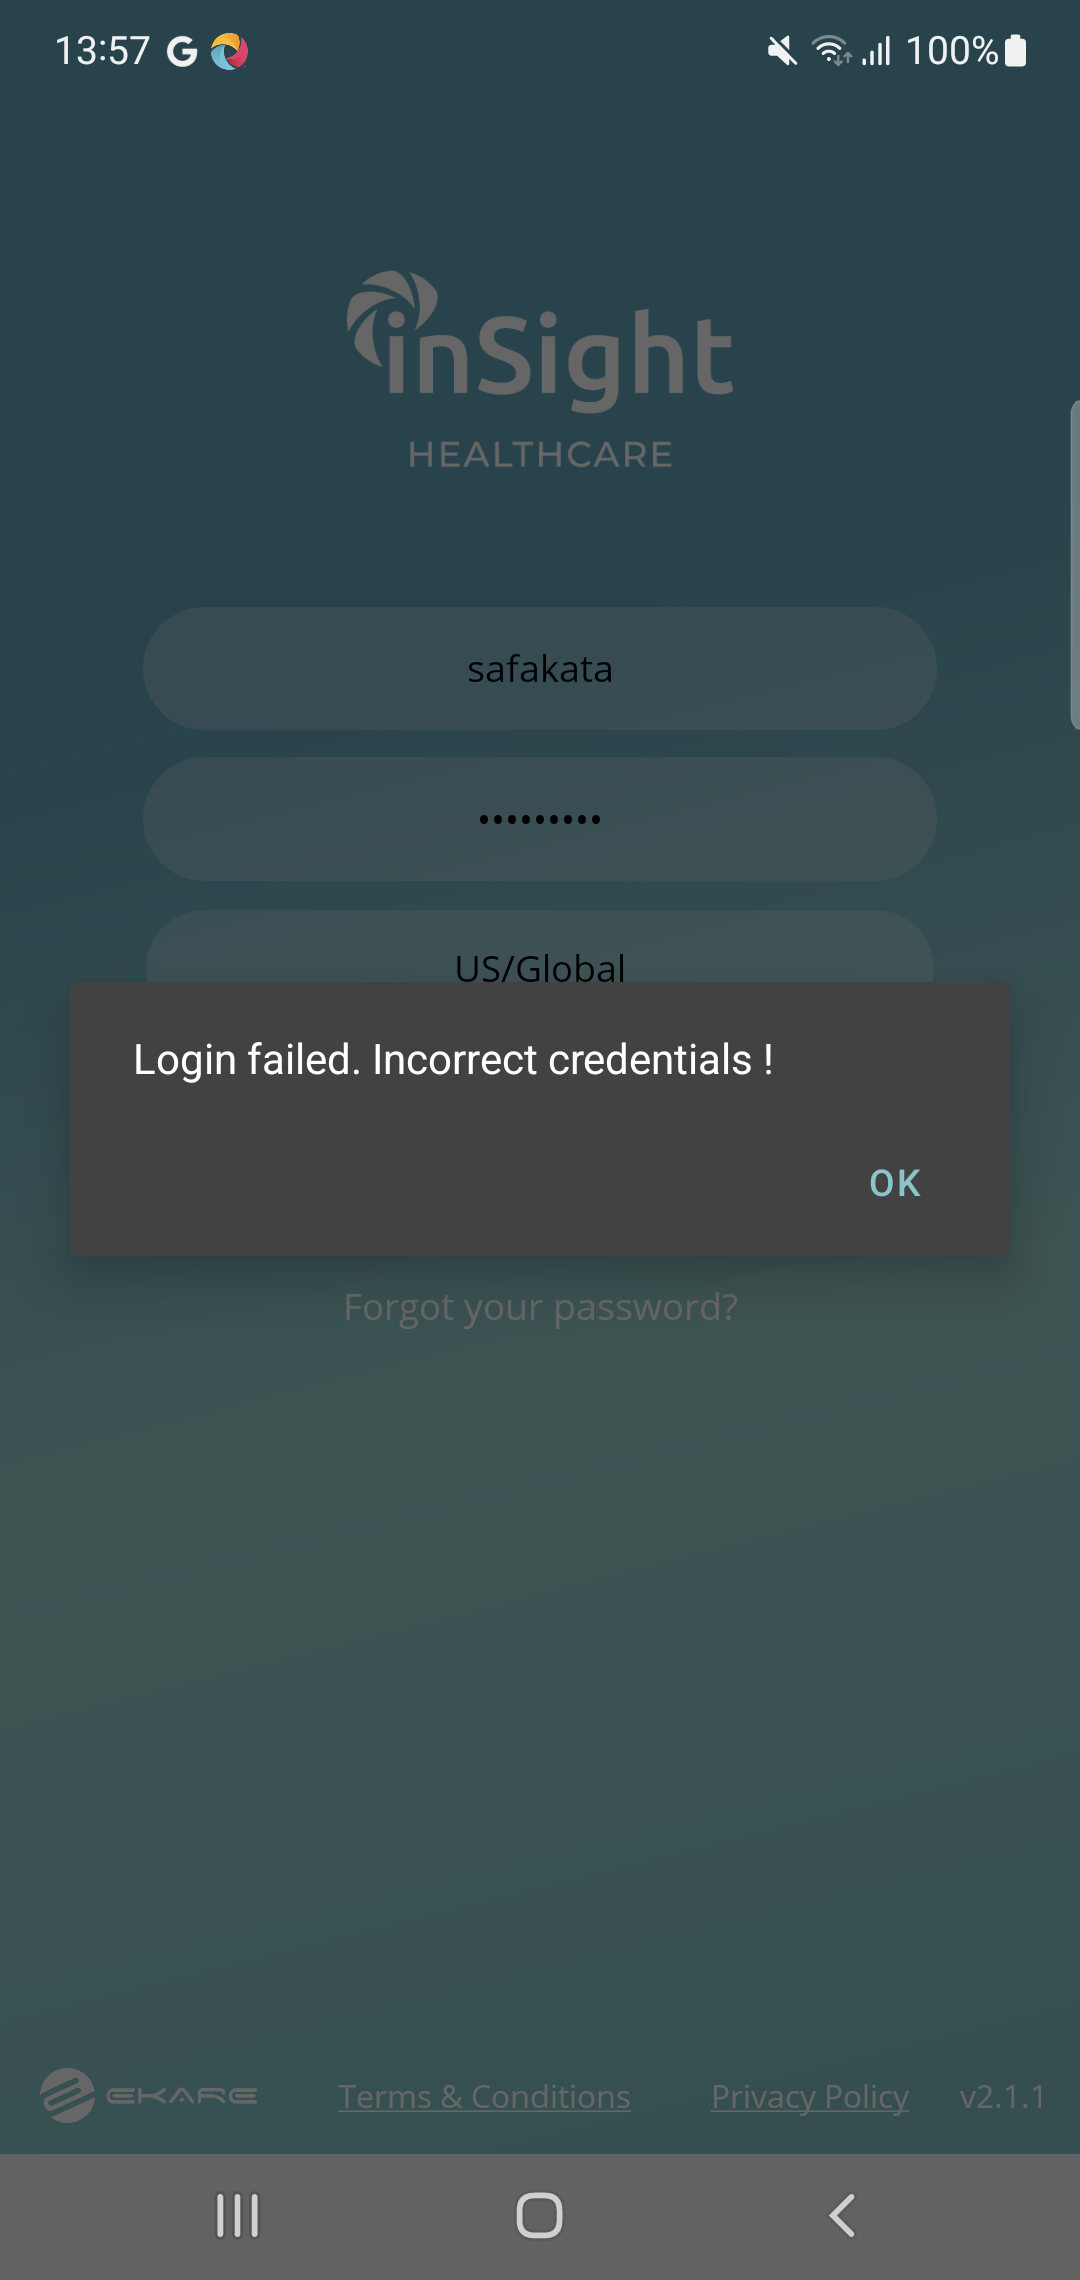 13:57
100%
inSight
HEALTHCARE
safakata
•••••••••
US/Global
Login failed. Incorrect credentials !
OK
Forgot your password?
EKARE
Terms & Conditions
Privacy Policy
v2.1.1